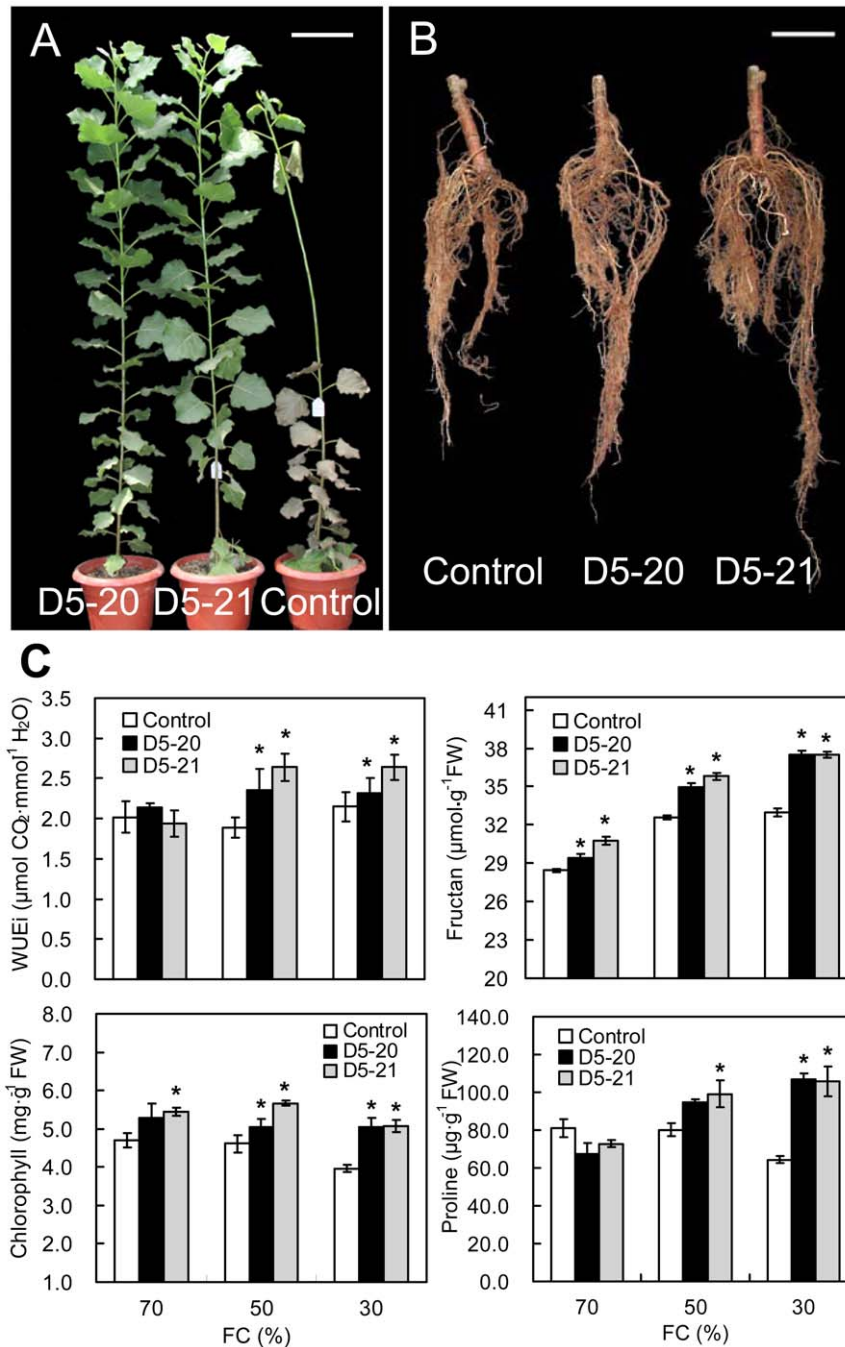 A
D5-20 D5-21 Control
B
Control D5-20 D5-21
C
WUEi (µmol CO₂·mmol¹ H₂O)
3.5
3.0
2.5
2.0
1.5
1.0
0.5
0.0
Control
D5-20
D5-21
* * * *
Fructan (µmol·g⁻¹FW)
41
38
35
32
29
26
23
20
Control
D5-20
D5-21
* * * * * *
Chlorophyll (mg·g¹ FW)
8.0
7.0
6.0
5.0
4.0
3.0
2.0
1.0
Control
D5-20
D5-21
* * * * *
70 50 30
FC (%)
Proline (µg·g¹ FW)
140.0
120.0
100.0
80.0
60.0
40.0
20.0
0.0
Control
D5-20
D5-21
* * *
70 50 30
FC (%)